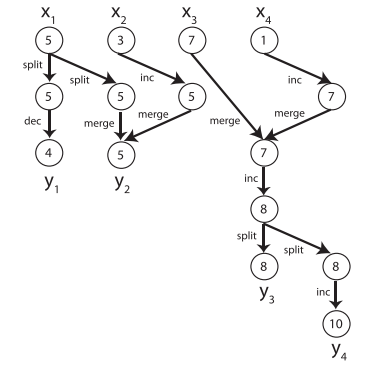 x1 x2 x3 x4
5 3 7 1
split split inc inc
5 5 5 7
dec merge merge merge merge
4 5 7
y1 y2 inc
8
split split
8 8
y3 inc
10
y4